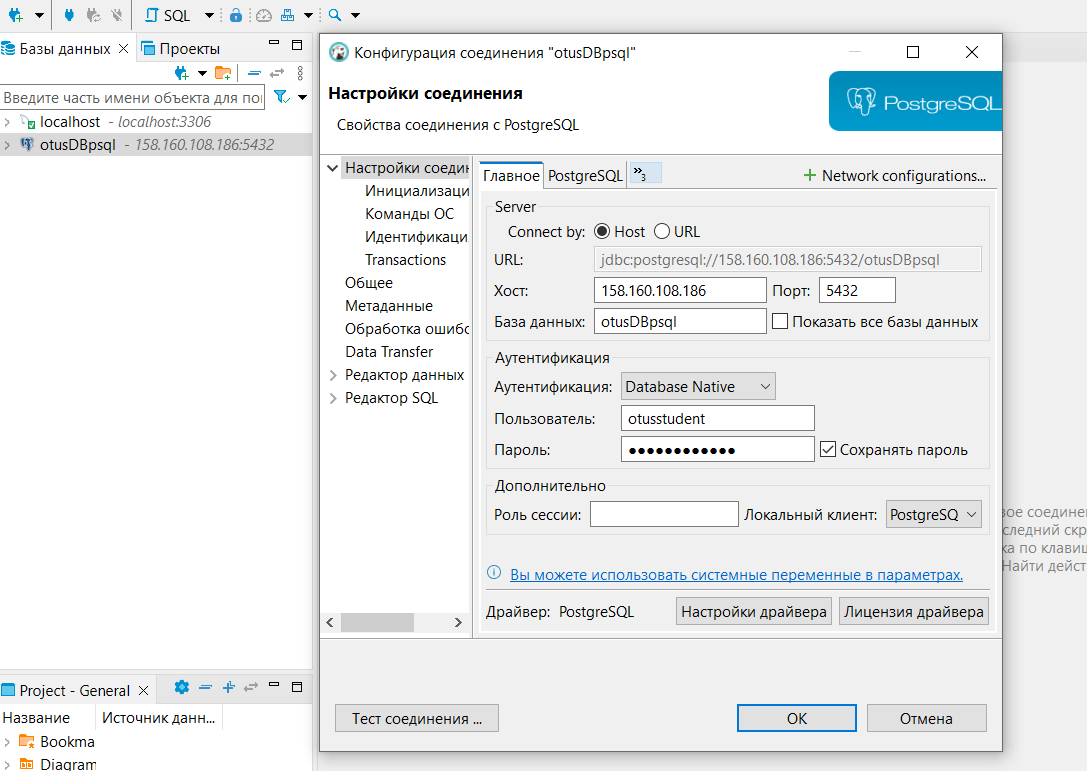 SQL
Базы данных
Проекты
Введите часть имени объекта для по
localhost - localhost:3306
otusDBpsql - 158.160.108.186:5432
Конфигурация соединения "otusDBpsql"
Настройки соединения
Свойства соединения с PostgreSQL
PostgreSQL
Настройки соедин
Инициализаци
Команды ОС
Идентификаци
Transactions
Общее
Метаданные
Обработка ошибо
Data Transfer
Редактор данных
Редактор SQL
Главное PostgreSQL »3
Network configurations...
Server
Connect by: Host URL
URL: jdbc:postgresql://158.160.108.186:5432/otusDBpsql
Хост: 158.160.108.186 Порт: 5432
База данных: otusDBpsql Показать все базы данных
Аутентификация
Аутентификация: Database Native
Пользователь: otusstudent
Пароль: ●●●●●●●●●●●● Сохранять пароль
Дополнительно
Роль сессии: Локальный клиент: PostgreSQ
Вы можете использовать системные переменные в параметрах.
Драйвер: PostgreSQL Настройки драйвера Лицензия драйвера
Тест соединения ... ОК Отмена
вое соедине
следний скр
ка по клавиш
Найти дейст
Project - General
Название Источник данн...
Bookma
Diagram